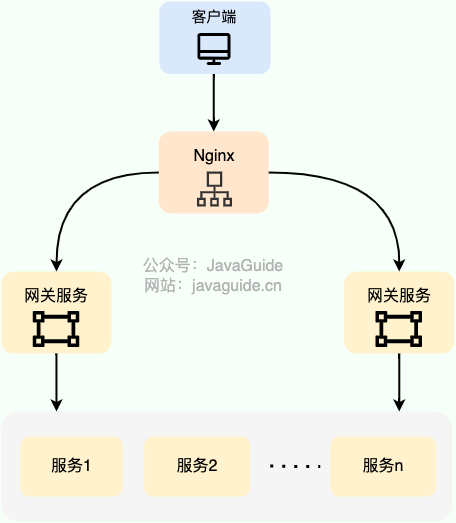 客户端
Nginx
公众号：JavaGuide
网站：javaguide.cn
网关服务
网关服务
服务1
服务2
·····
服务n